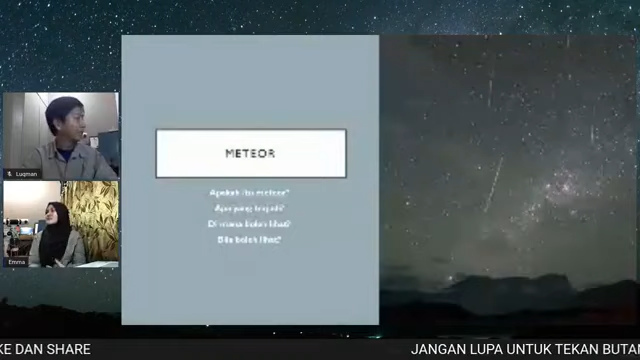 METEOR
Apakah itu meteor?
Apa yang terjadi?
Di mana boleh lihat?
Bila boleh lihat?
Luqman
Emma
KE DAN SHARE
JANGAN LUPA UNTUK TEKAN BUTAN